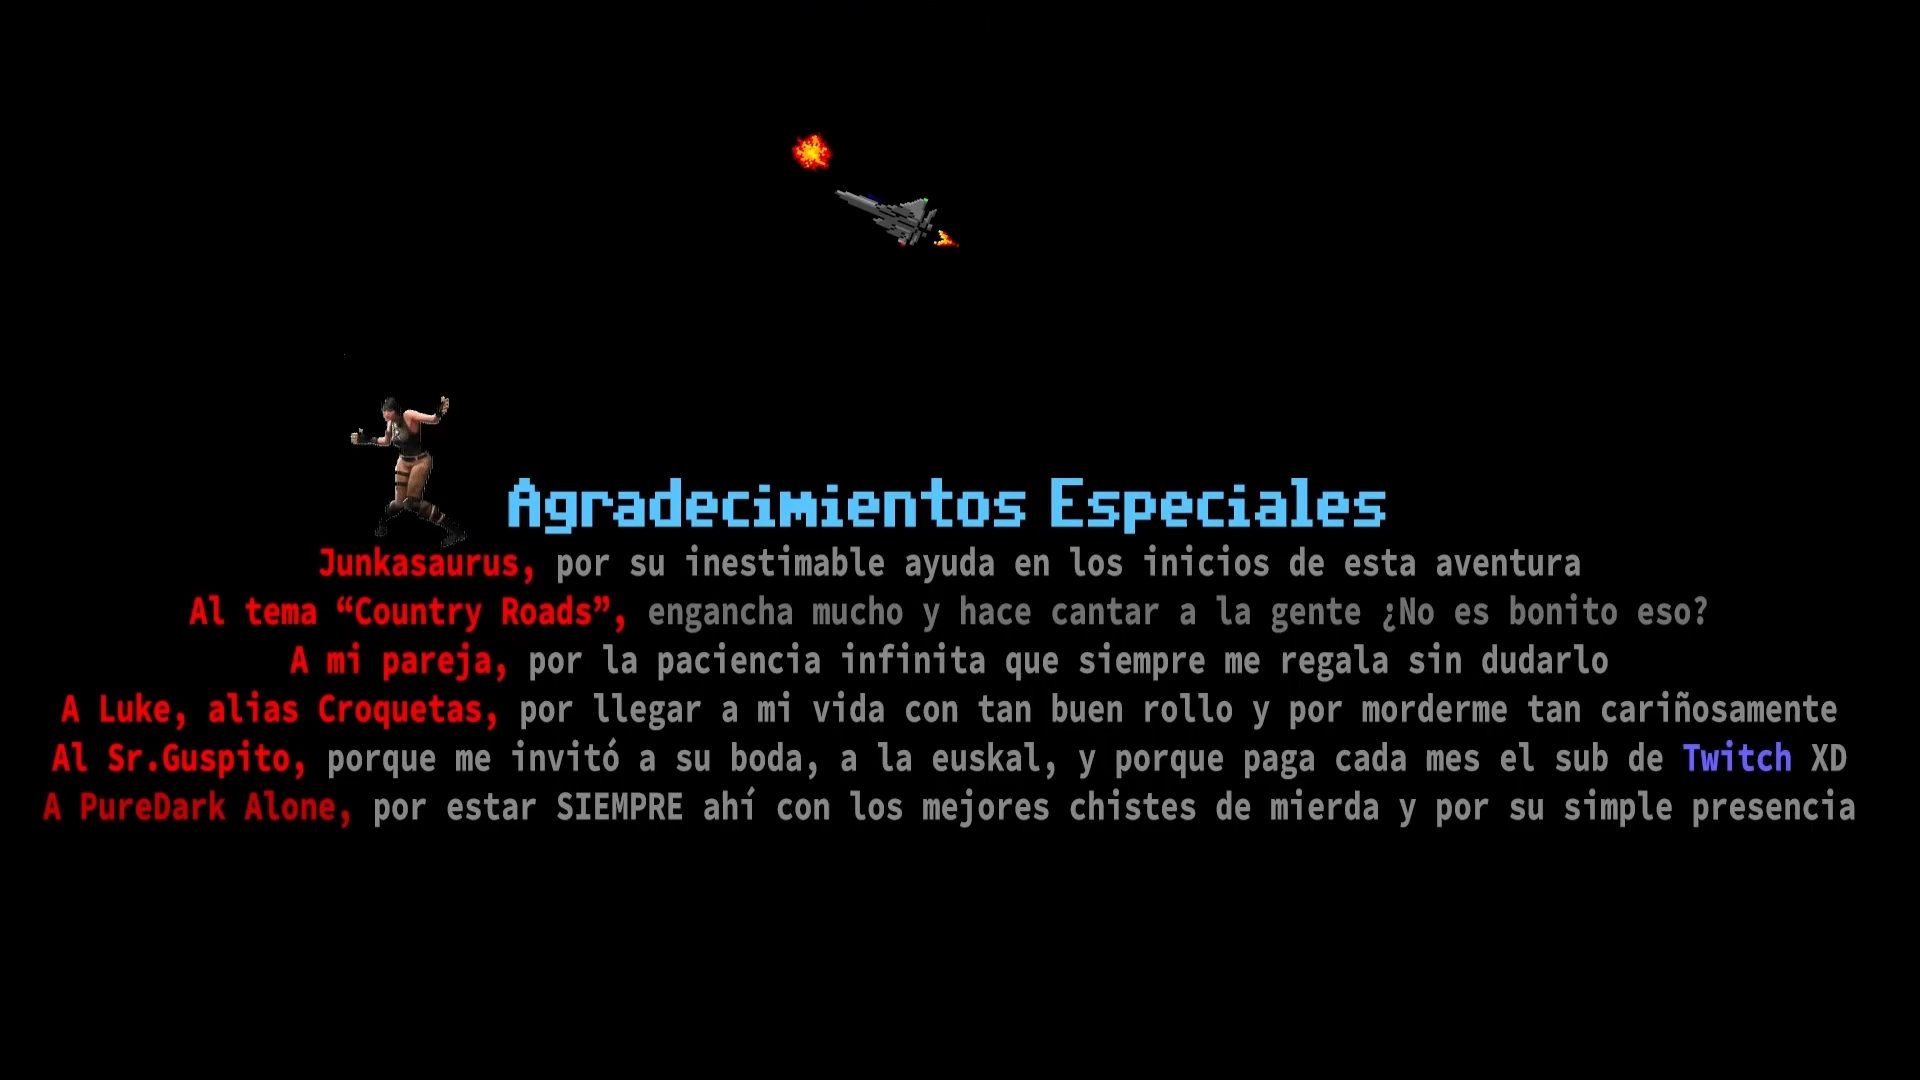 Agradecimientos Especiales
Junkasaurus, por su inestimable ayuda en los inicios de esta aventura
Al tema “Country Roads”, engancha mucho y hace cantar a la gente ¿No es bonito eso?
A mi pareja, por la paciencia infinita que siempre me regala sin dudarlo
A Luke, alias Croquetas, por llegar a mi vida con tan buen rollo y por morderme tan cariñosamente
Al Sr.Guspito, porque me invitó a su boda, a la euskal, y porque paga cada mes el sub de Twitch XD
A PureDark Alone, por estar SIEMPRE ahí con los mejores chistes de mierda y por su simple presencia